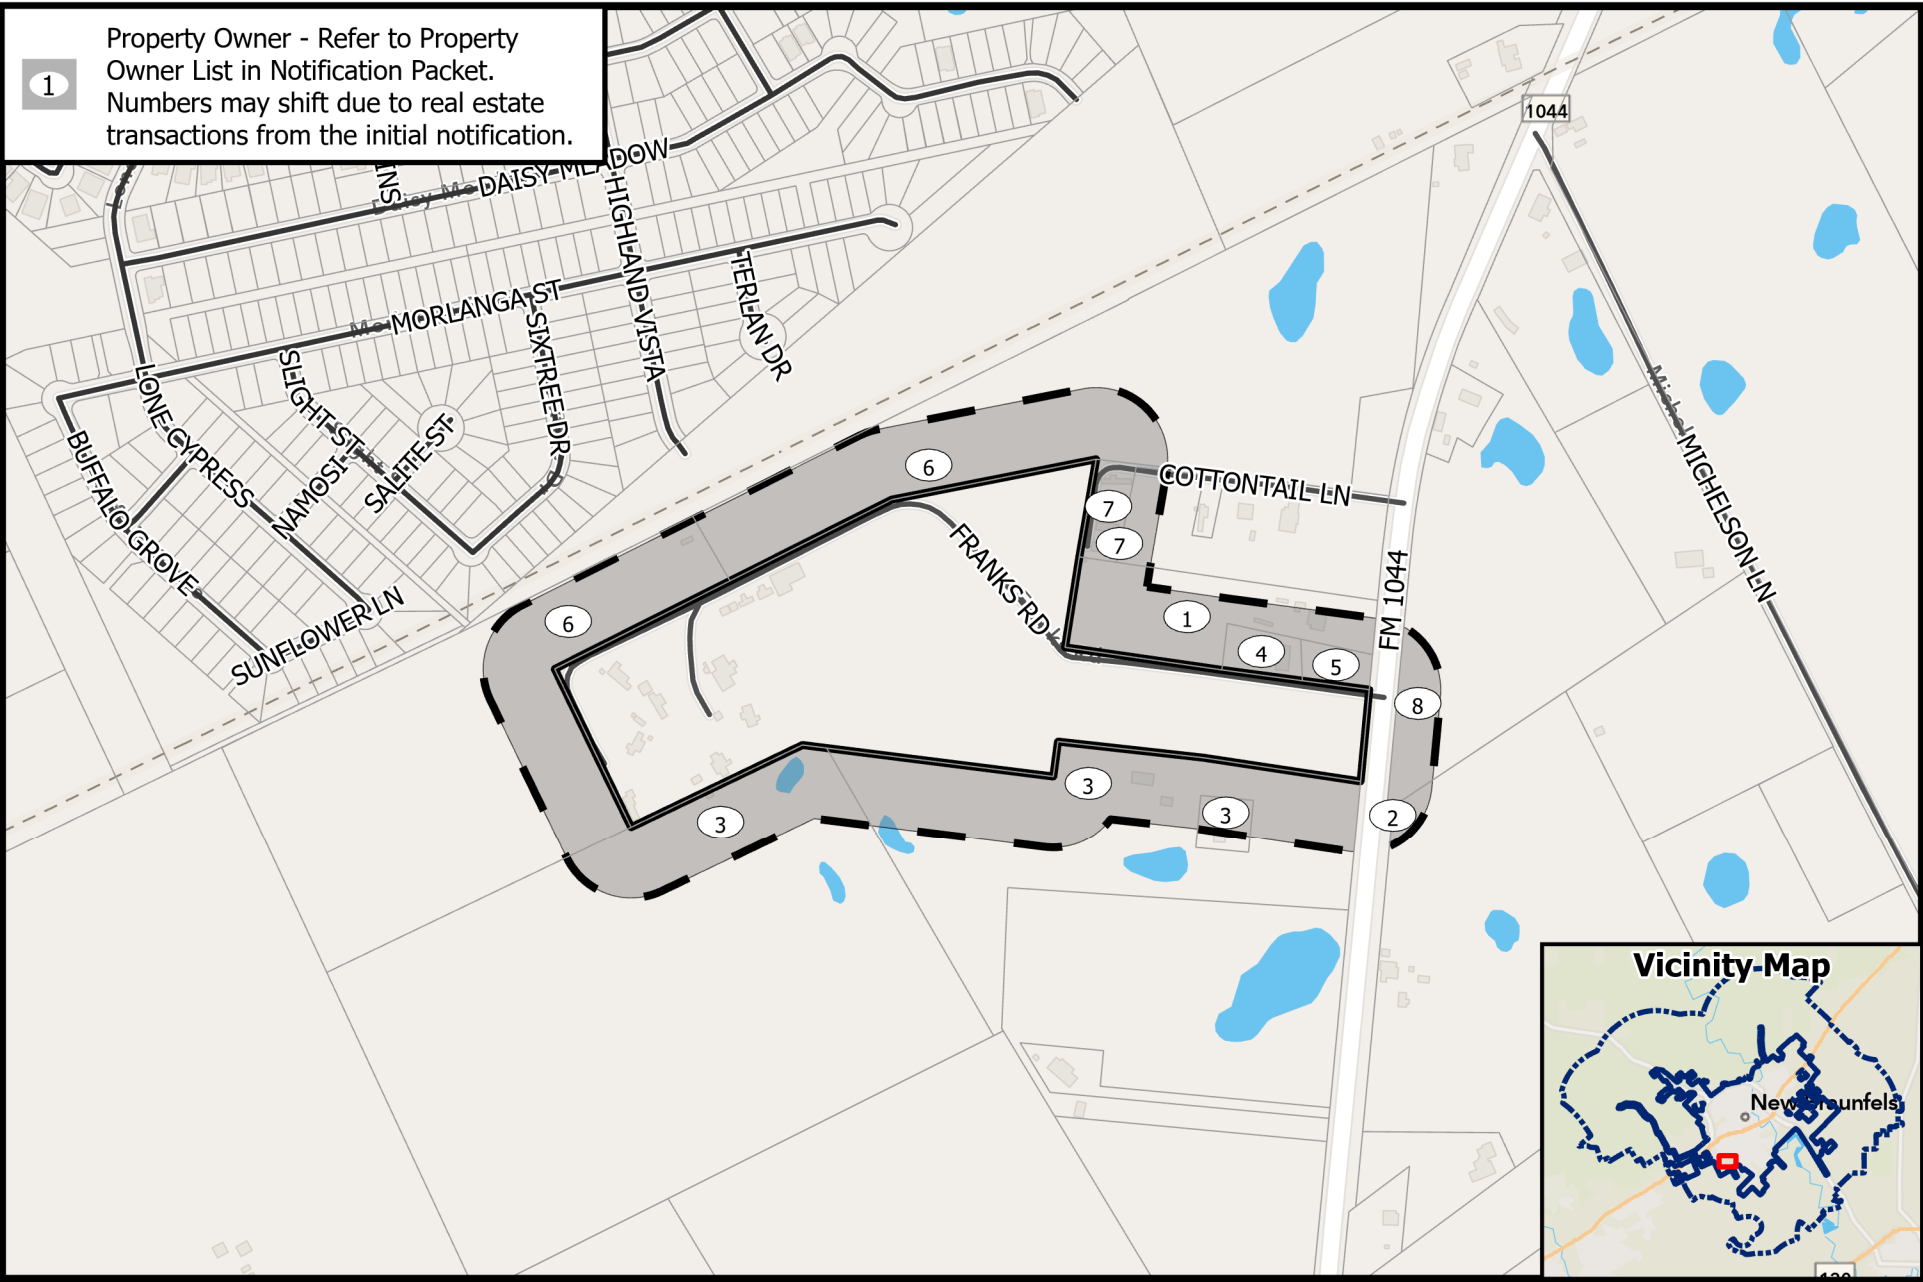 1
Property Owner - Refer to Property
Owner List in Notification Packet.
Numbers may shift due to real estate
transactions from the initial notification.
1044
DAISY MEADOW
INS
HIGHLAND VISTA
TERLAN DR
MORLANGA ST
SIXTREE DR
SLIGHT ST
LONE CYPRESS
NAMOSI
SALITE ST
BUFFALO GROVE
SUNFLOWER LN
COTTONTAIL LN
FRANKS RD
FM 1044
MICHELSON LN
6
7
7
6
1
4
5
8
3
3
3
2
Vicinity Map
New Braunfels